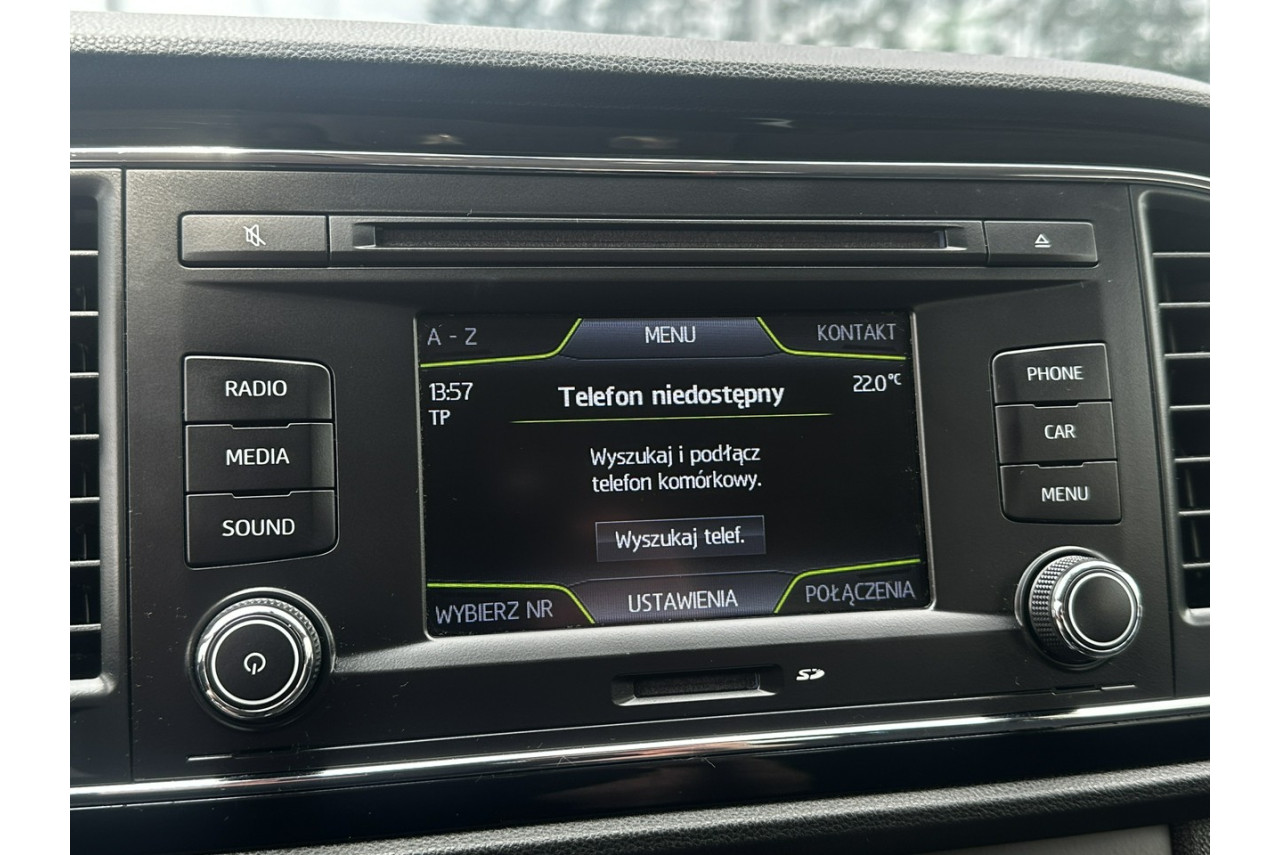 A - Z
MENU
KONTAKT
13:57
Telefon niedostępny
22.0°C
TP
Wyszukaj i podłącz
telefon komórkowy.
Wyszukaj telef.
WYBIERZ NR
USTAWIENIA
POŁĄCZENIA
RADIO
MEDIA
SOUND
PHONE
CAR
MENU
SD